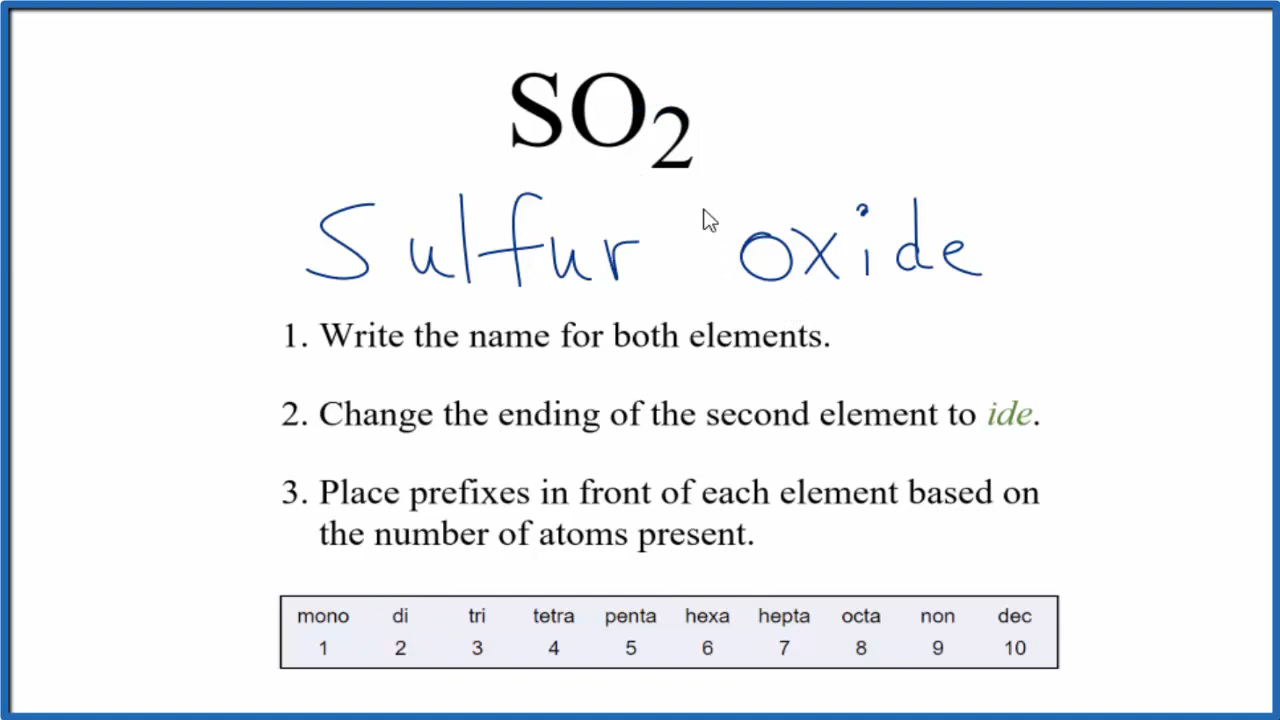 SO₂
Sulfur oxide
1. Write the name for both elements.
2. Change the ending of the second element to ide.
3. Place prefixes in front of each element based on
the number of atoms present.
mono di tri tetra penta hexa hepta octa non dec
1 2 3 4 5 6 7 8 9 10